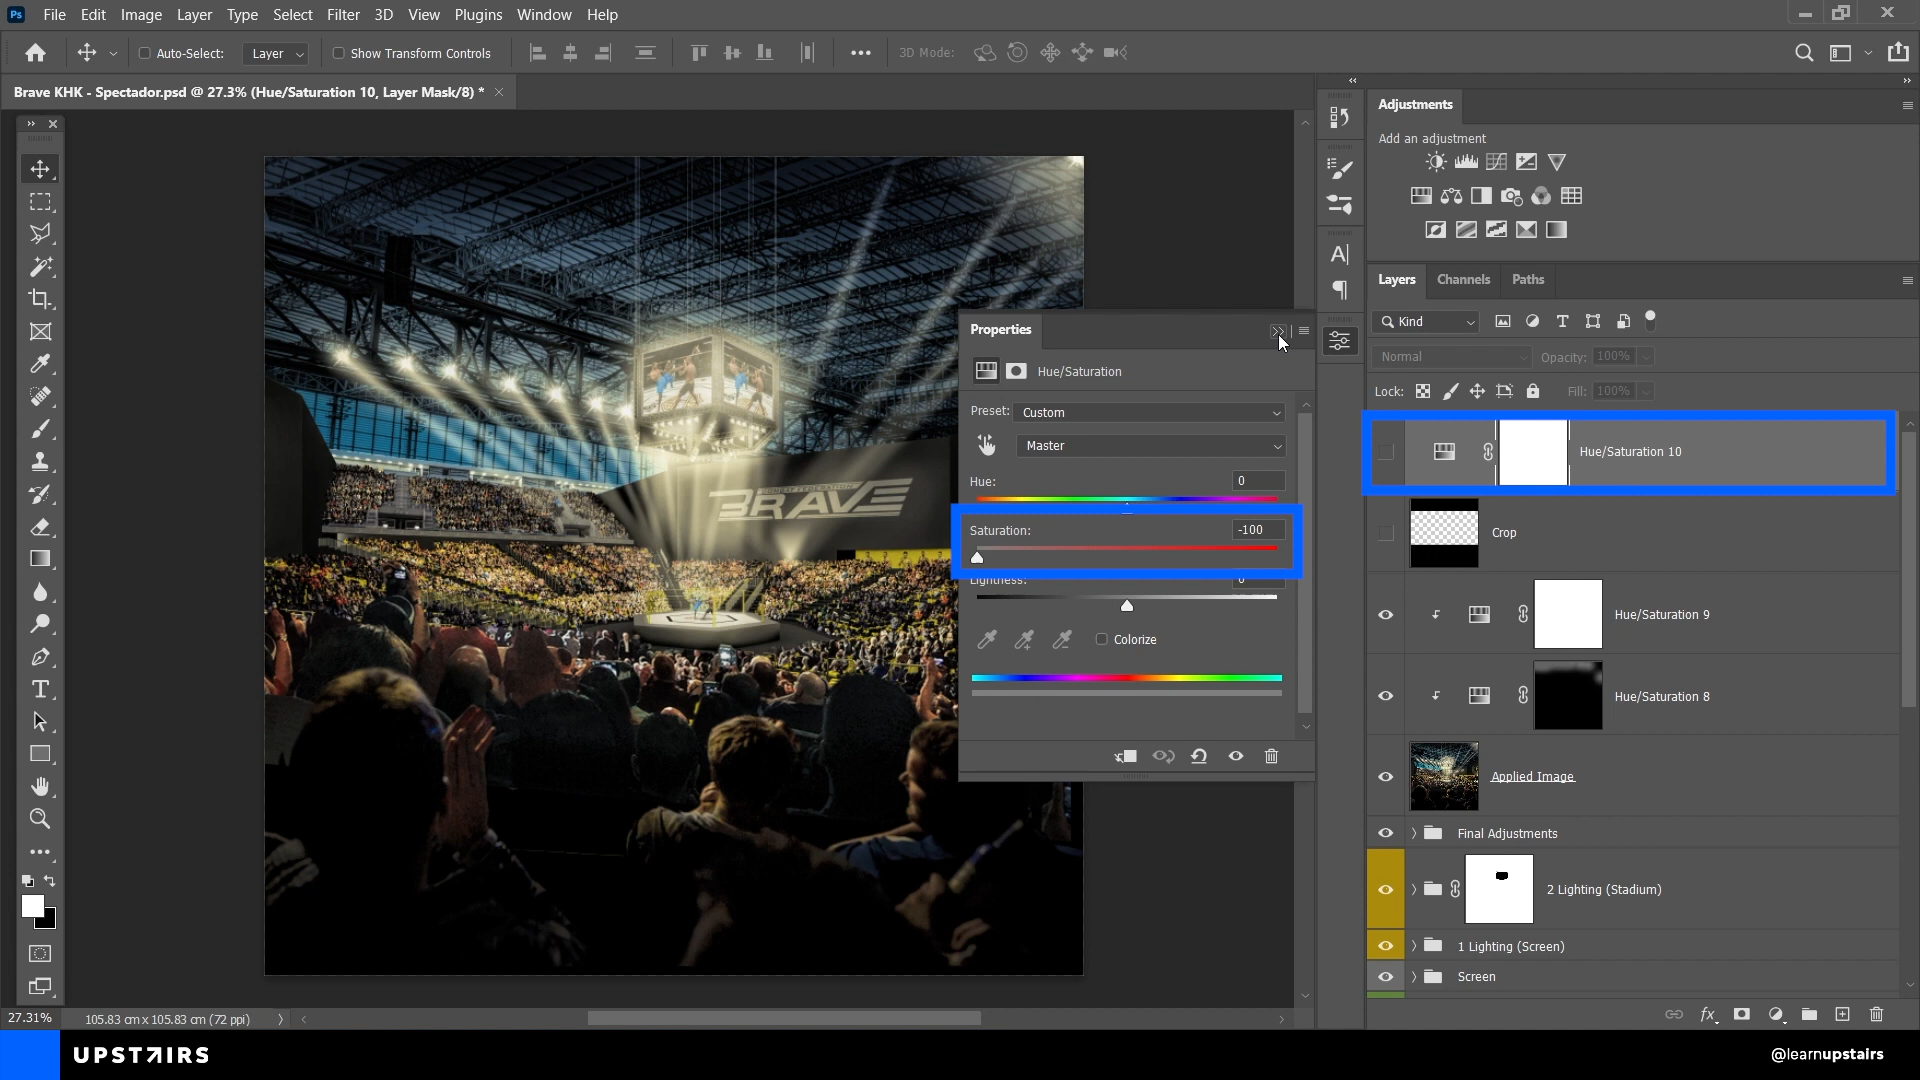 Ps File Edit Image Layer Type Select Filter 3D View Plugins Window Help
Auto-Select: Layer Show Transform Controls 3D Mode:
Brave KHK - Spectador.psd @ 27.3% (Hue/Saturation 10, Layer Mask/8) *
Adjustments
Add an adjustment
Layers Channels Paths
Kind
Normal Opacity: 100%
Lock: Fill: 100%
Hue/Saturation 10
Crop
Hue/Saturation 9
Hue/Saturation 8
Applied Image
Final Adjustments
2 Lighting (Stadium)
1 Lighting (Screen)
Screen
Properties
Hue/Saturation
Preset: Custom
Master
Hue: 0
Saturation: -100
Lightness: 0
Colorize
COMBAT FEDERATION
BRAVE
27.31% 105.83 cm x 105.83 cm (72 ppi)
UPSTAIRS
@learnupstairs